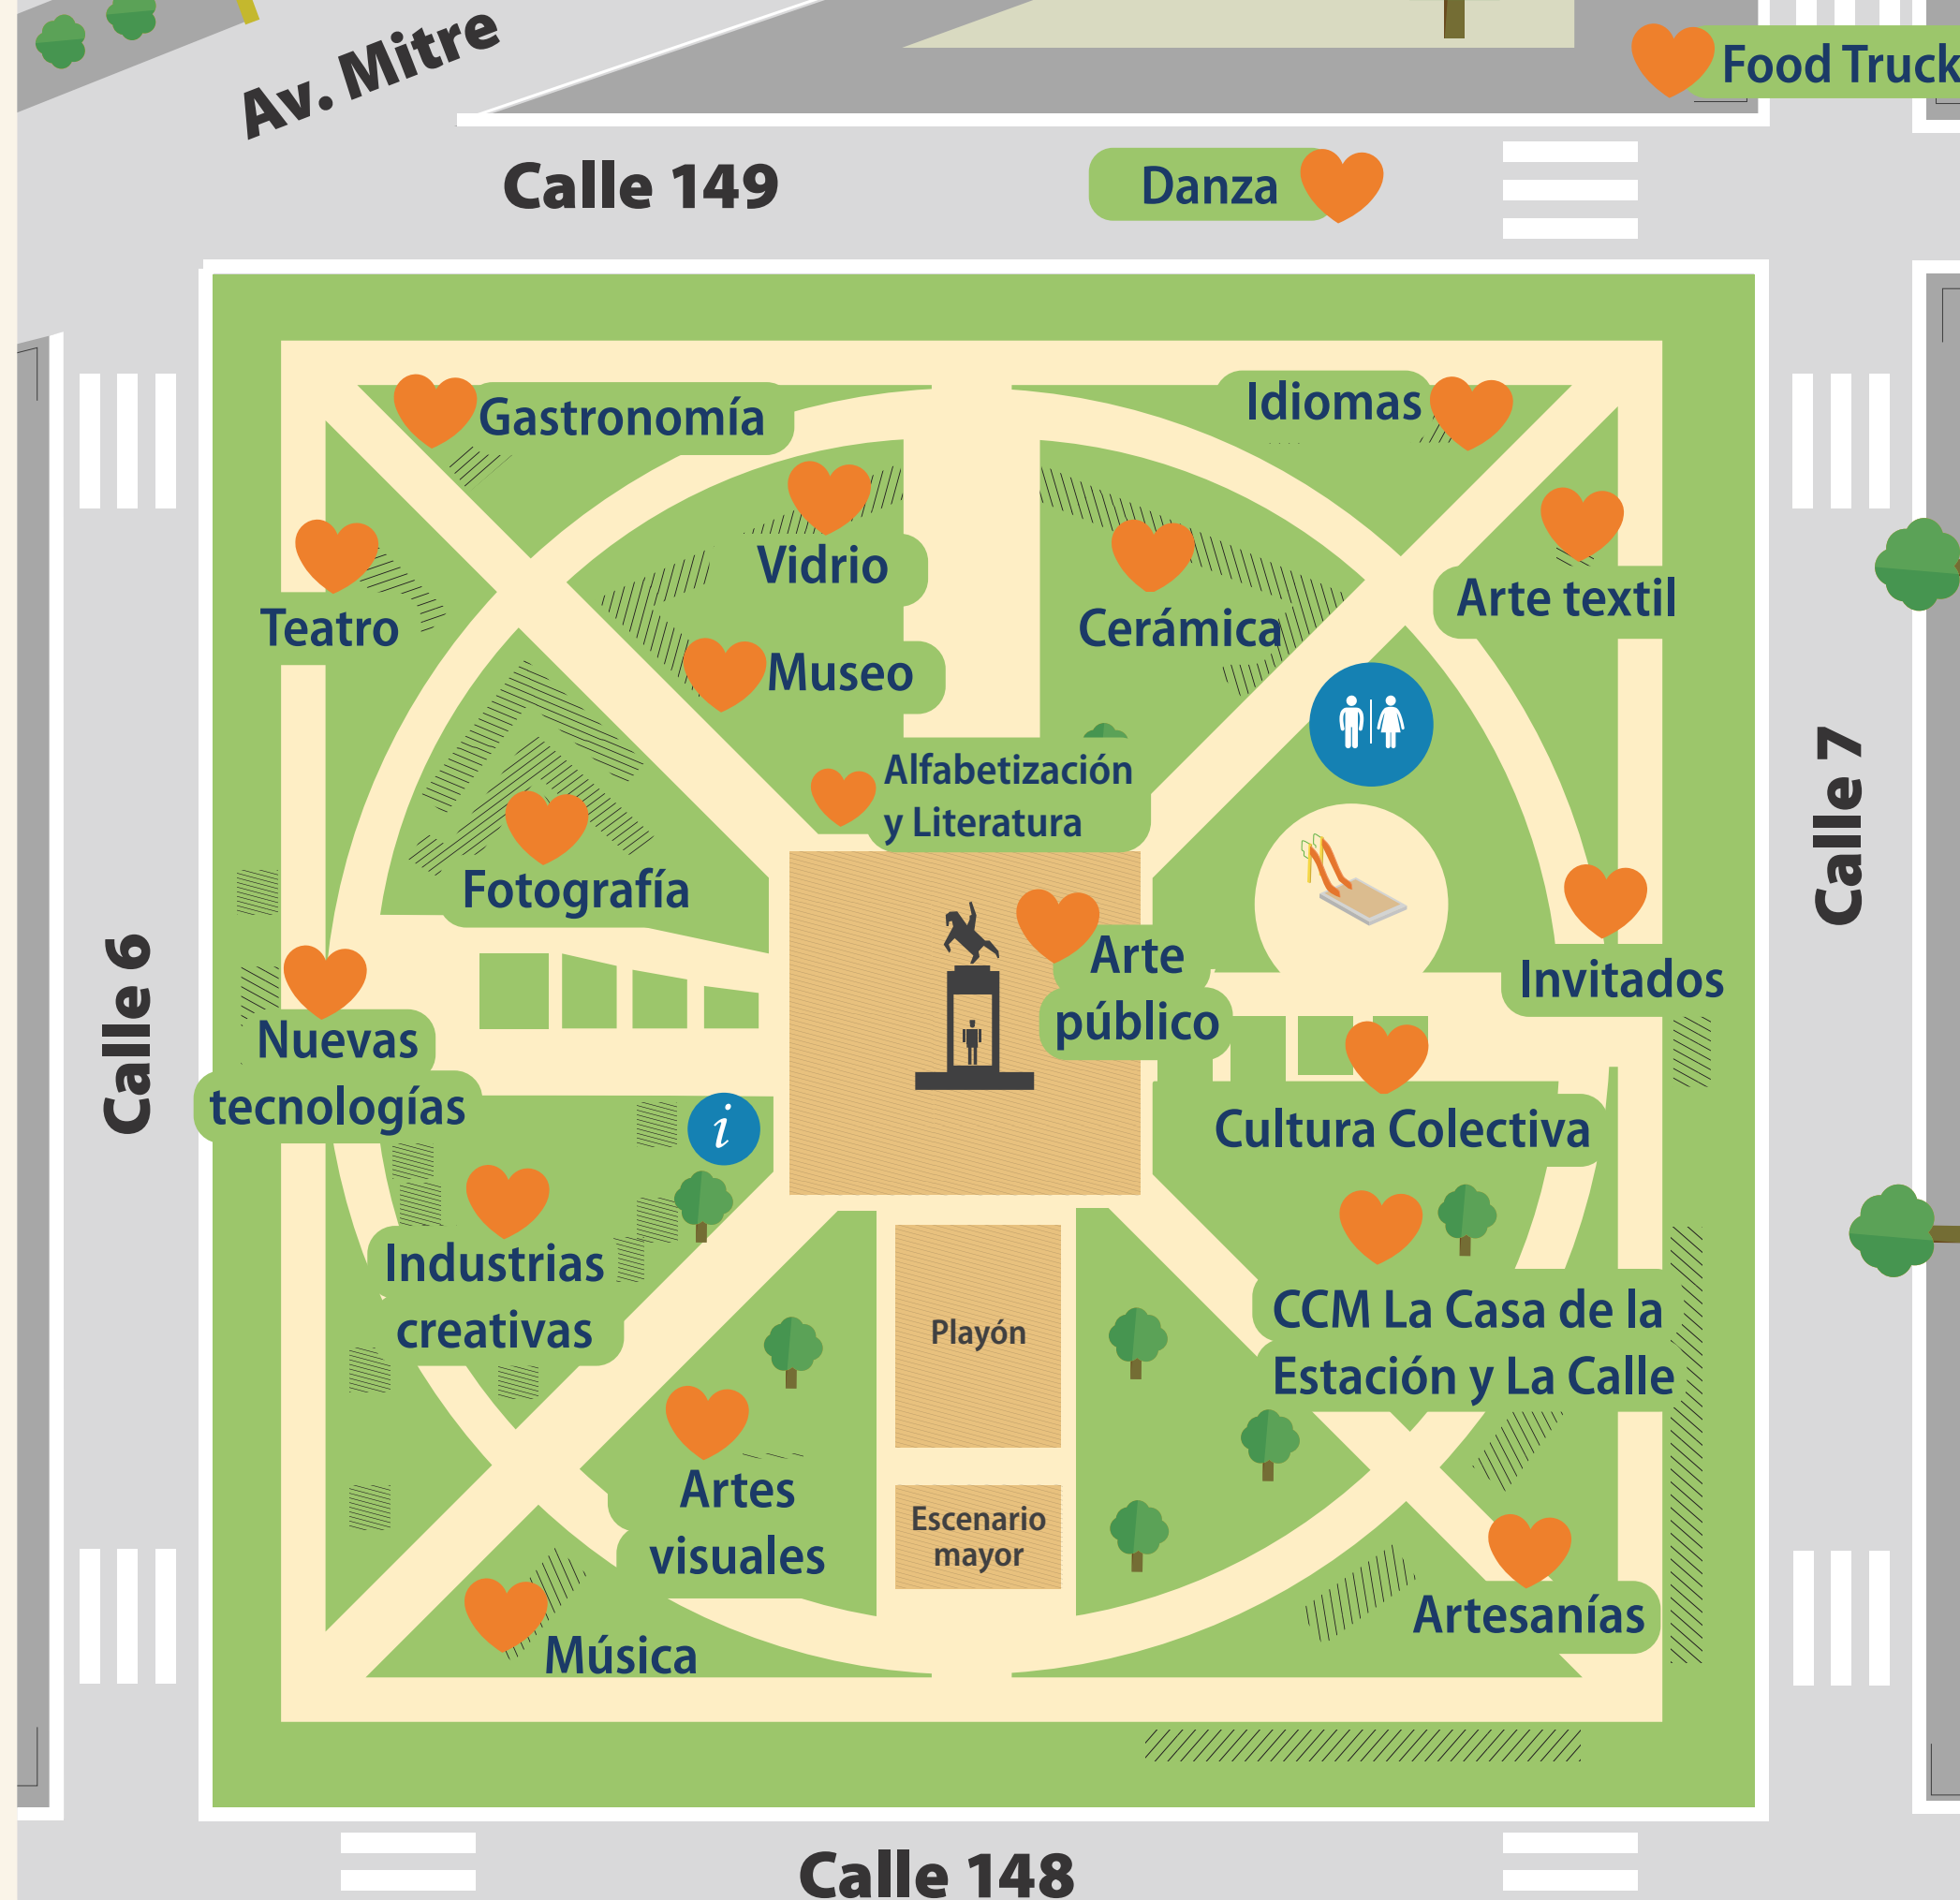 Av. Mitre
Food Truck
Calle 149
Danza
Gastronomía
Idiomas
Vidrio
Arte textil
Teatro
Cerámica
Museo
Alfabetización
y Literatura
Calle 7
Fotografía
Arte
público
Invitados
Calle 6
Nuevas
tecnologías
i
Cultura Colectiva
Industrias
creativas
CCM La Casa de la
Estación y La Calle
Playón
Artes
visuales
Escenario
mayor
Artesanías
Música
Calle 148